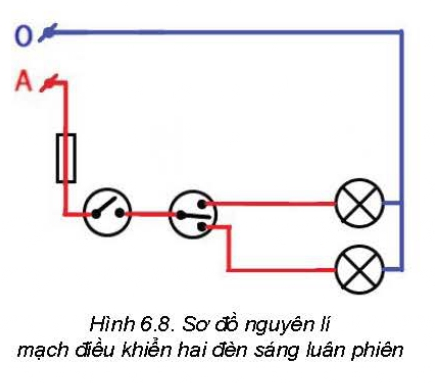 O
A
Hình 6.8. Sơ đồ nguyên lí
mạch điều khiển hai đèn sáng luân phiên